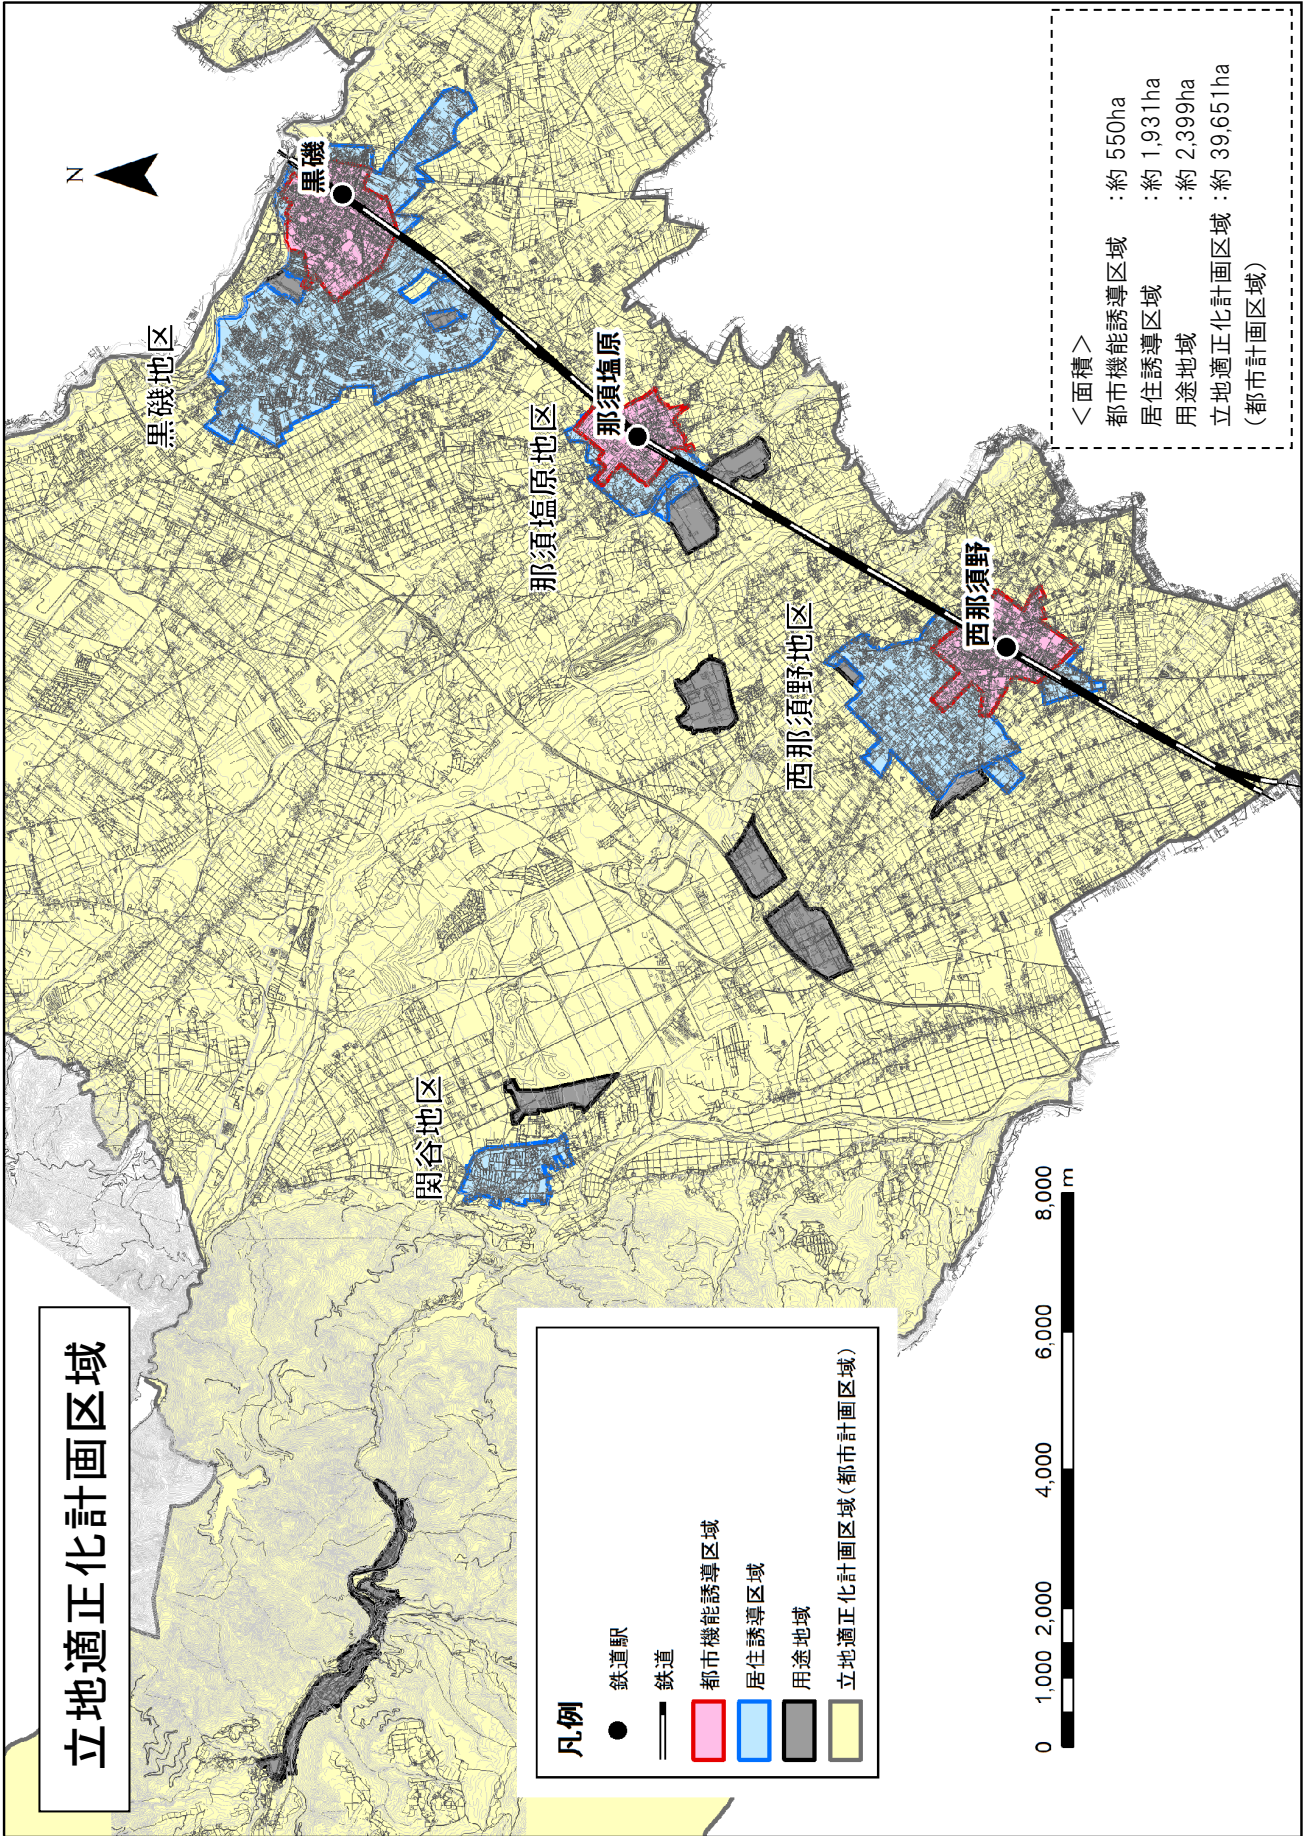 立地適正化計画区域
N
黒磯地区
黒磯
那須塩原地区
那須塩原
西那須野地区
西那須野
関谷地区
凡例
鉄道駅
鉄道
都市機能誘導区域
居住誘導区域
用途地域
立地適正化計画区域(都市計画区域)
0 1,000 2,000 4,000 6,000 8,000
m
＜面積＞
都市機能誘導区域 ：約 550ha
居住誘導区域 ：約 1,931ha
用途地域 ：約 2,399ha
立地適正化計画区域：約 39,651ha
(都市計画区域)